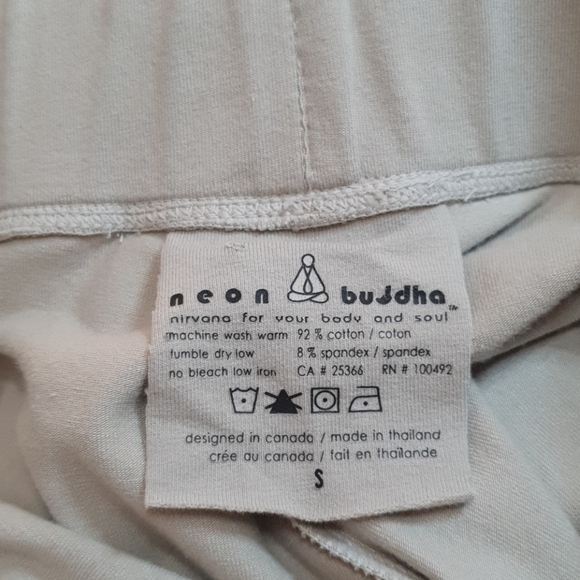 neon buddha™
nirvana for your body and soul
machine wash warm 92 % cotton / coton
tumble dry low 8 % spandex / spandex
no bleach low iron CA # 25366 RN # 100492
designed in canada / made in thailand
crée au canada / fait en thaïlande
S